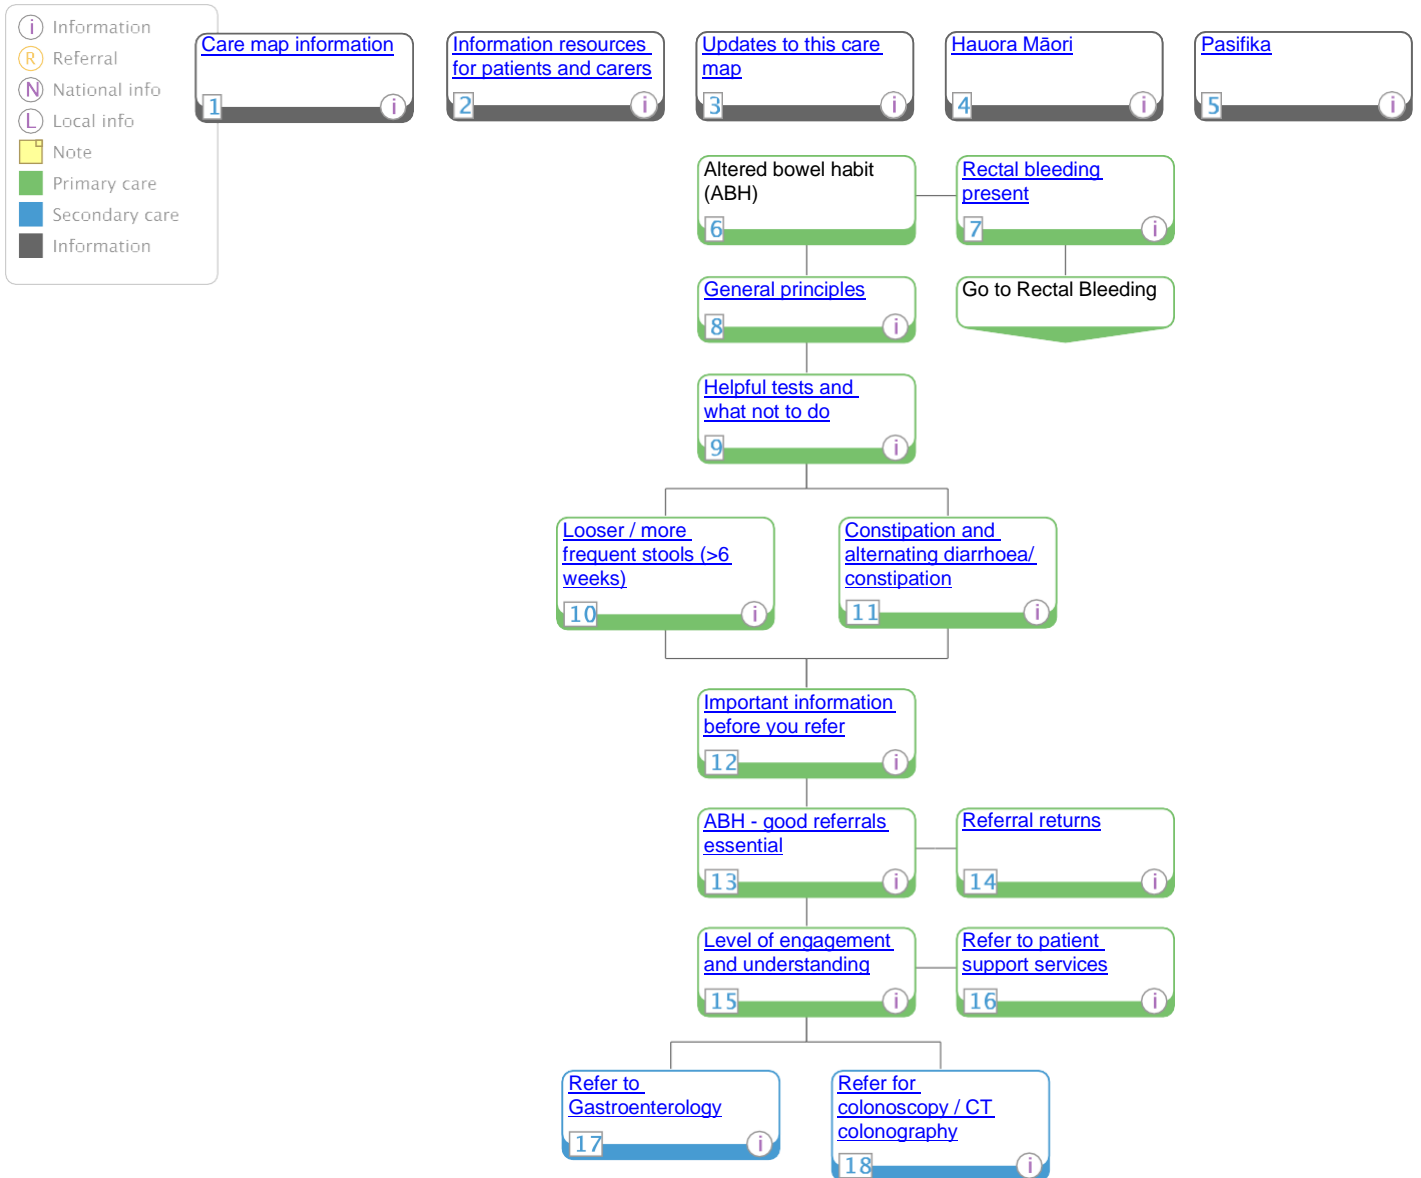 i Information
R Referral
N National info
L Local info
Note
Primary care
Secondary care
Information
Care map information
1 i
Information resources
for patients and carers
2 i
Updates to this care
map
3 i
Hauora Māori
4 i
Pasifika
5 i
Altered bowel habit
(ABH)
6
Rectal bleeding
present
7 i
General principles
8 i
Go to Rectal Bleeding
Helpful tests and
what not to do
9 i
Looser / more
frequent stools (>6
weeks)
10 i
Constipation and
alternating diarrhoea/
constipation
11 i
Important information
before you refer
12 i
ABH - good referrals
essential
13 i
Referral returns
14 i
Level of engagement
and understanding
15 i
Refer to patient
support services
16 i
Refer to
Gastroenterology
17 i
Refer for
colonoscopy / CT
colonography
18 i